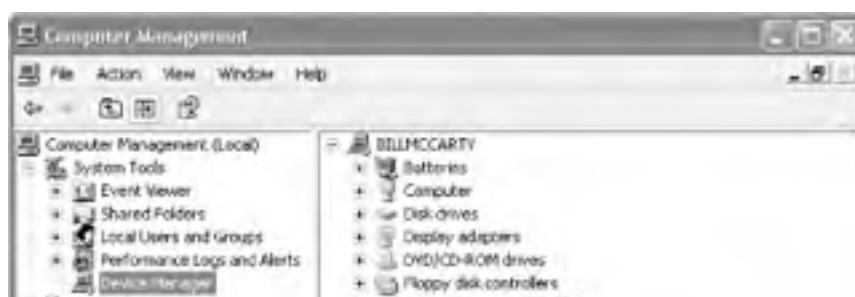 Computer Management
File Action View Window Help
Computer Management (Local)
System Tools
Event Viewer
Shared Folders
Local Users and Groups
Performance Logs and Alerts
Device Manager
BILLMCCARTY
Batteries
Computer
Disk drives
Display adapters
DVD/CD-ROM drives
Floppy disk controllers